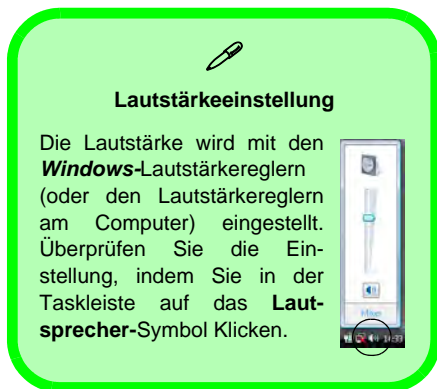 Lautstärkeeinstellung
Die Lautstärke wird mit den
Windows-Lautstärkereglern
(oder den Lautstärkereglern
am Computer) eingestellt.
Überprüfen Sie die Ein-
stellung, indem Sie in der
Taskleiste auf das Laut-
sprecher-Symbol Klicken.
Mixer